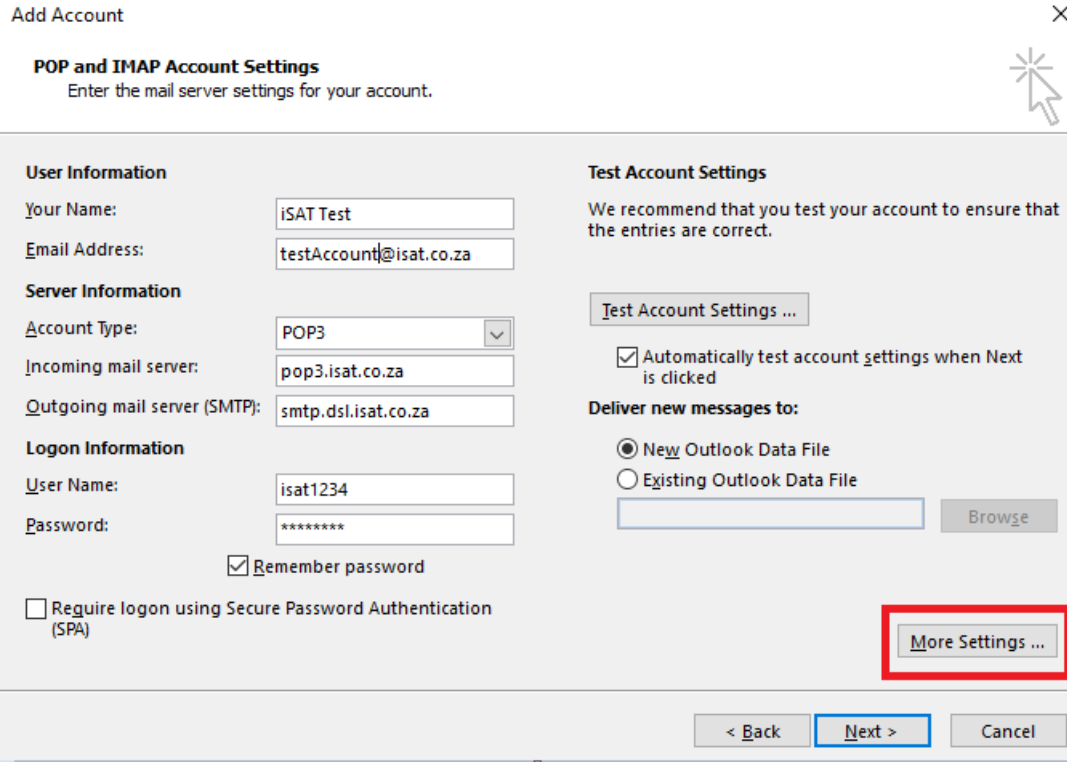 Add Account
POP and IMAP Account Settings
Enter the mail server settings for your account.
User Information
Your Name:
iSAT Test
Email Address:
testAccount@isat.co.za
Server Information
Account Type:
POP3
Incoming mail server:
pop3.isat.co.za
Outgoing mail server (SMTP):
smtp.dsl.isat.co.za
Logon Information
User Name:
isat1234
Password:
********
Remember password
Require logon using Secure Password Authentication
(SPA)
Test Account Settings
We recommend that you test your account to ensure that
the entries are correct.
Test Account Settings ...
Automatically test account settings when Next
is clicked
Deliver new messages to:
New Outlook Data File
Existing Outlook Data File
Browse
More Settings ...
< Back
Next >
Cancel